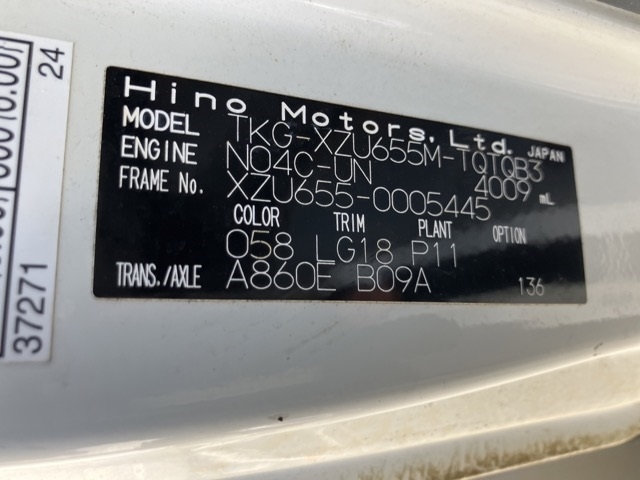 Hino Motors, Ltd. JAPAN
MODEL TKG-XZU655M-TQTQB3
ENGINE N04C-UN 4009 mL
FRAME No. XZU655-0005445
COLOR TRIM PLANT OPTION
058 LG18 P11
TRANS./AXLE A860E B09A 136
24
37271